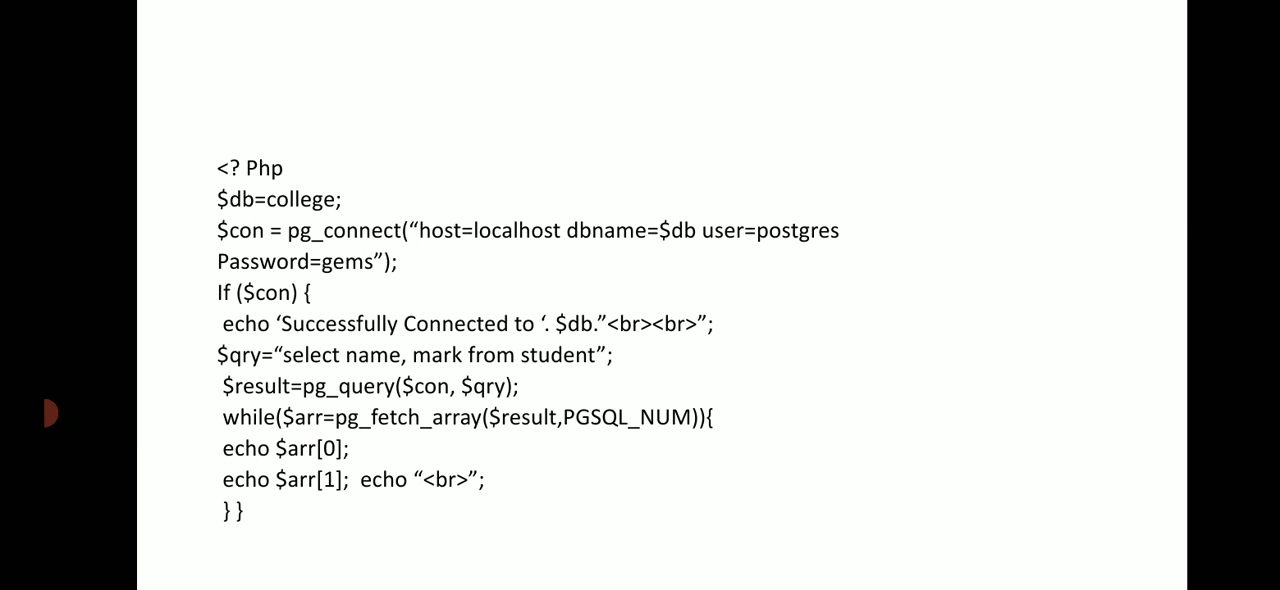 <? Php
$db=college;
$con = pg_connect(“host=localhost dbname=$db user=postgres
Password=gems”);
If ($con) {
echo ‘Successfully Connected to ‘. $db.”<br><br>”;
$qry=“select name, mark from student”;
$result=pg_query($con, $qry);
while($arr=pg_fetch_array($result,PGSQL_NUM)){
echo $arr[0];
echo $arr[1];  echo “<br>”;
} }